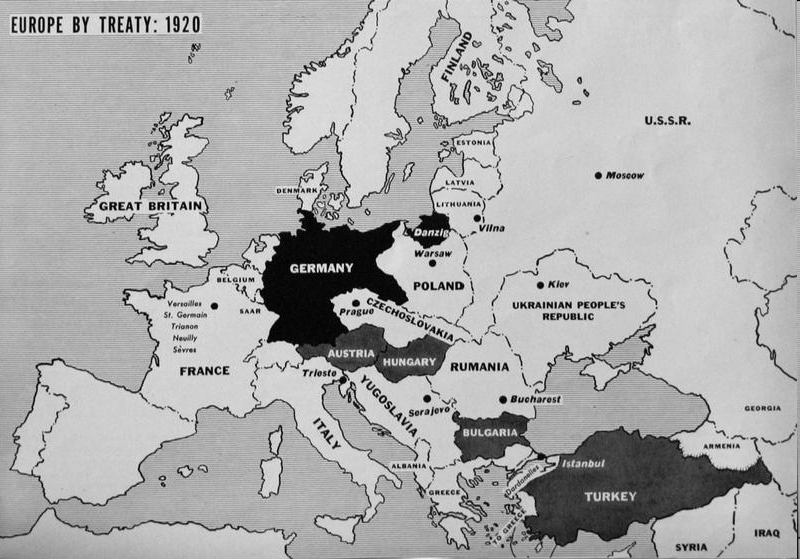 EUROPE BY TREATY: 1920
FINLAND
U.S.S.R.
ESTONIA
Moscow
LATVIA
DENMARK
LITHUANIA
GREAT BRITAIN
Vilna
Danzig
Warsaw
GERMANY
BELGIUM
POLAND
Kiev
Versailles
St. Germain
Trianon
Neuilly
Sèvres
SAAR
Prague
CZECHOSLOVAKIA
UKRAINIAN PEOPLE'S
REPUBLIC
AUSTRIA
HUNGARY
FRANCE
Trieste
RUMANIA
YUGOSLAVIA
Serajevo
Bucharest
GEORGIA
ITALY
BULGARIA
ARMENIA
ALBANIA
Istanbul
Dardanelles
GREECE
TURKEY
TO GREECE
SYRIA
IRAQ